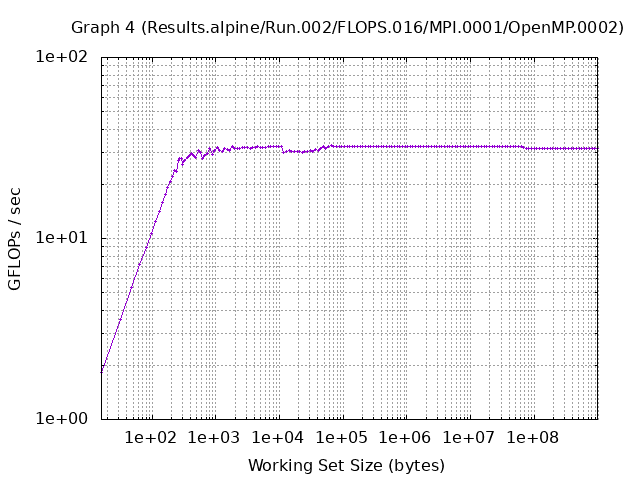 Graph 4 (Results.alpine/Run.002/FLOPS.016/MPI.0001/OpenMP.0002)
1e+02
1e+01
1e+00
GFLOPs / sec
1e+02 1e+03 1e+04 1e+05 1e+06 1e+07 1e+08
Working Set Size (bytes)